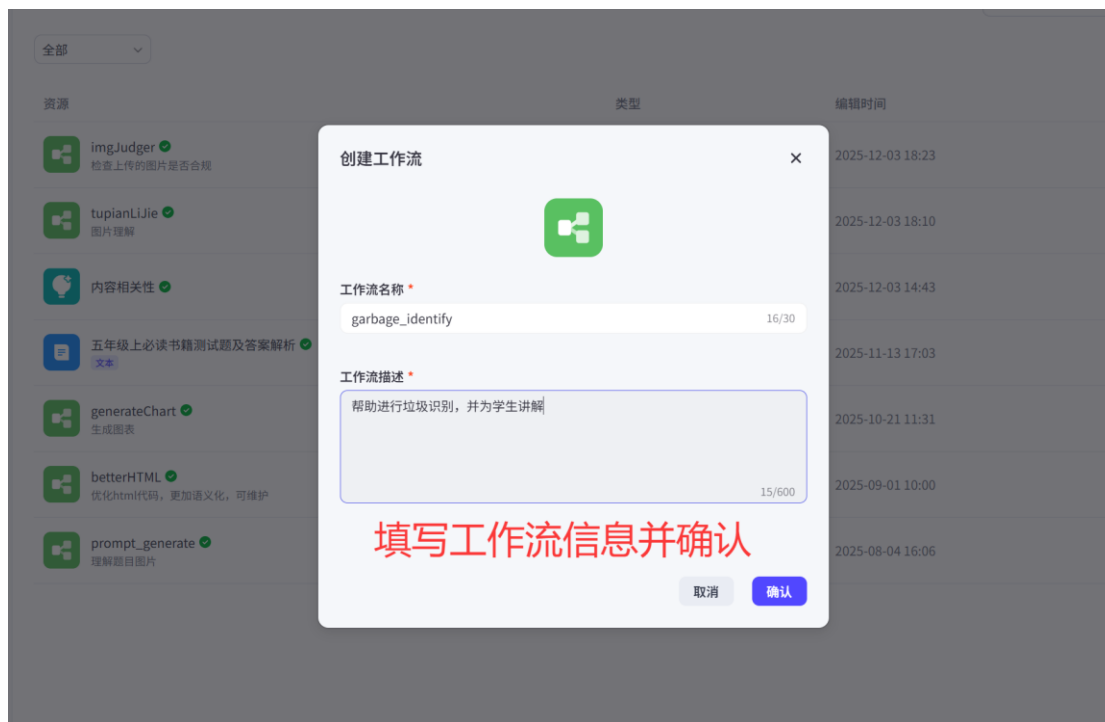 全部
资源 类型 编辑时间
imgJudger
检查上传的图片是否合规
2025-12-03 18:23
tupianLiJie
图片理解
2025-12-03 18:10
内容相关性
2025-12-03 14:43
五年级上必读书籍测试题及答案解析
文本
2025-11-13 17:03
generateChart
生成图表
2025-10-21 11:31
betterHTML
优化html代码，更加语义化，可维护
2025-09-01 10:00
prompt_generate
理解题目图片
2025-08-04 16:06
创建工作流
工作流名称 *
garbage_identify 16/30
工作流描述 *
帮助进行垃圾识别，并为学生讲解
15/600
填写工作流信息并确认
取消 确认